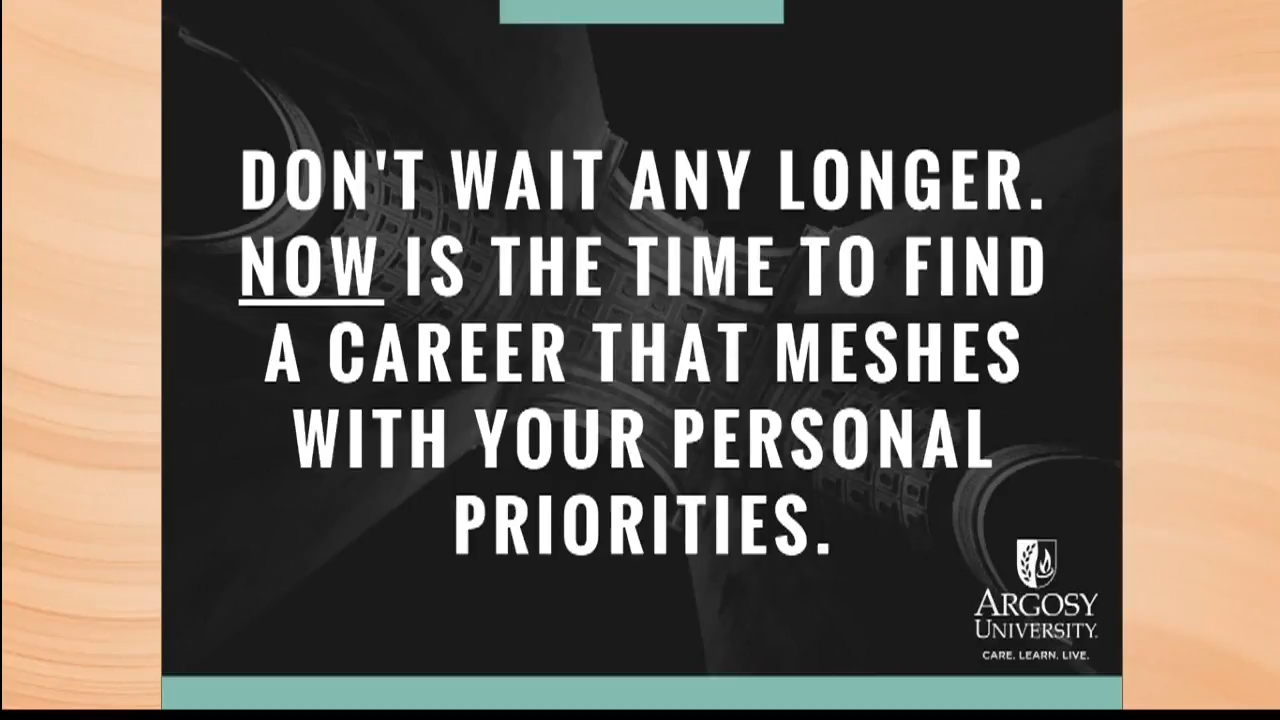 DON'T WAIT ANY LONGER.
NOW IS THE TIME TO FIND
A CAREER THAT MESHES
WITH YOUR PERSONAL
PRIORITIES.
ARGOSY
UNIVERSITY.
CARE. LEARN. LIVE.